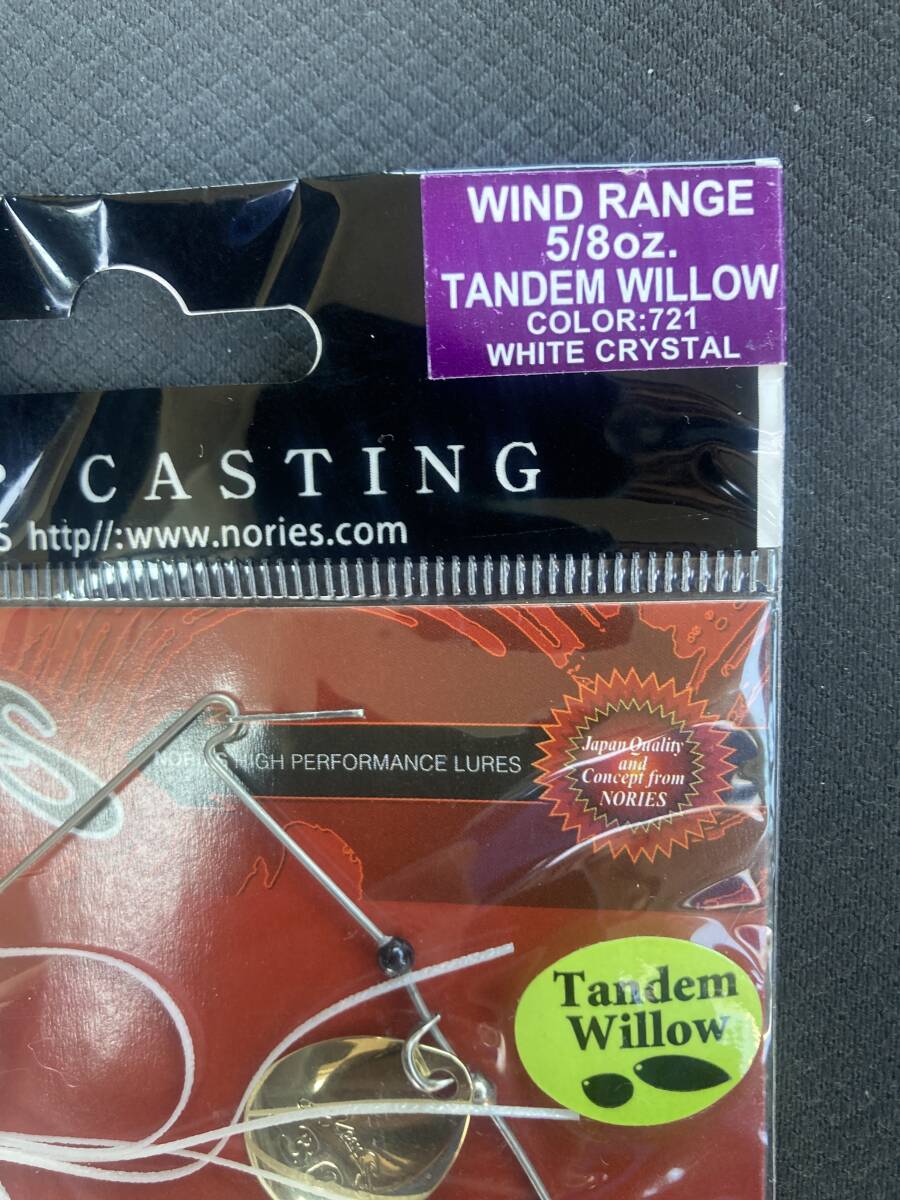 WIND RANGE
5/8oz.
TANDEM WILLOW
COLOR:721
WHITE CRYSTAL
CASTING
http//:www.nories.com
NORIES HIGH PERFORMANCE LURES
Japan Quality
and
Concept from
NORIES
Tandem
Willow